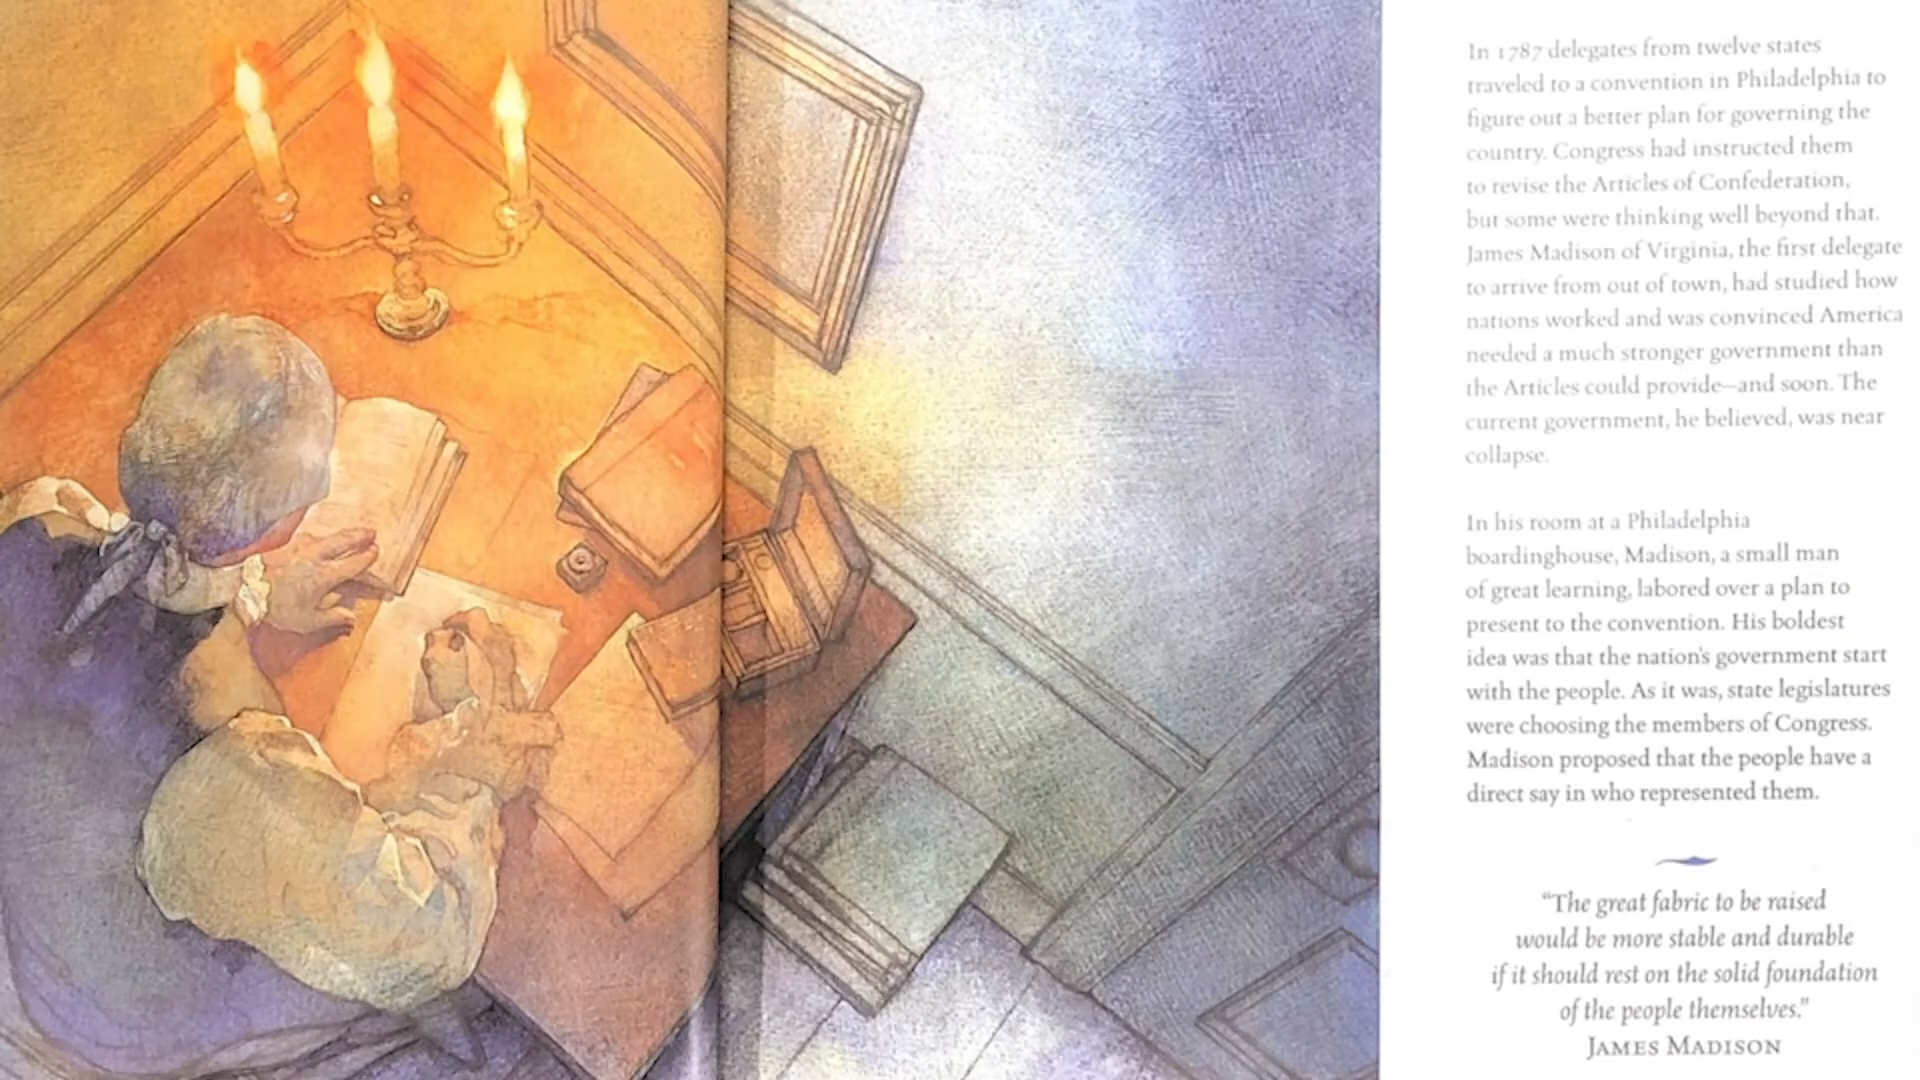 In 1787 delegates from twelve states
traveled to a convention in Philadelphia to
figure out a better plan for governing the
country. Congress had instructed them
to revise the Articles of Confederation,
but some were thinking well beyond that.
James Madison of Virginia, the first delegate
to arrive from out of town, had studied how
nations worked and was convinced America
needed a much stronger government than
the Articles could provide—and soon. The
current government, he believed, was near
collapse.
In his room at a Philadelphia
boardinghouse, Madison, a small man
of great learning, labored over a plan to
present to the convention. His boldest
idea was that the nation's government start
with the people. As it was, state legislatures
were choosing the members of Congress.
Madison proposed that the people have a
direct say in who represented them.
"The great fabric to be raised
would be more stable and durable
if it should rest on the solid foundation
of the people themselves."
JAMES MADISON